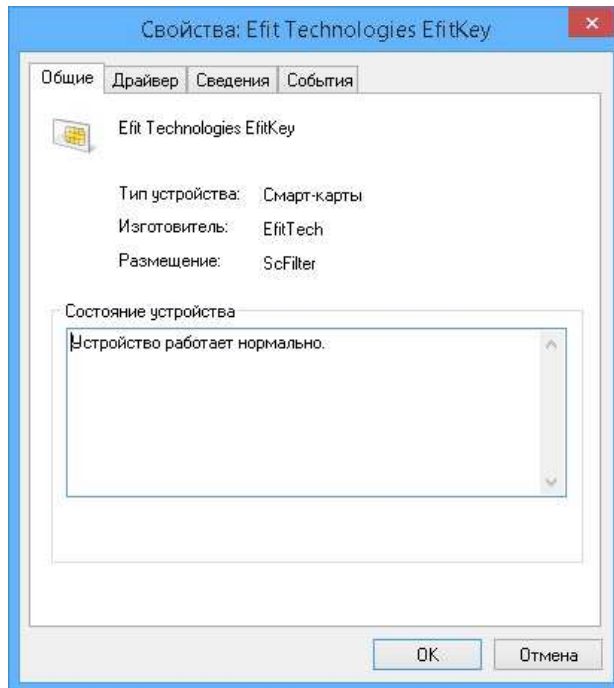 Свойства: Efit Technologies EfitKey
Общие Драйвер Сведения События
Efit Technologies EfitKey
Тип устройства: Смарт-карты
Изготовитель: EfitTech
Размещение: ScFilter
Состояние устройства
Устройство работает нормально.
OK Отмена